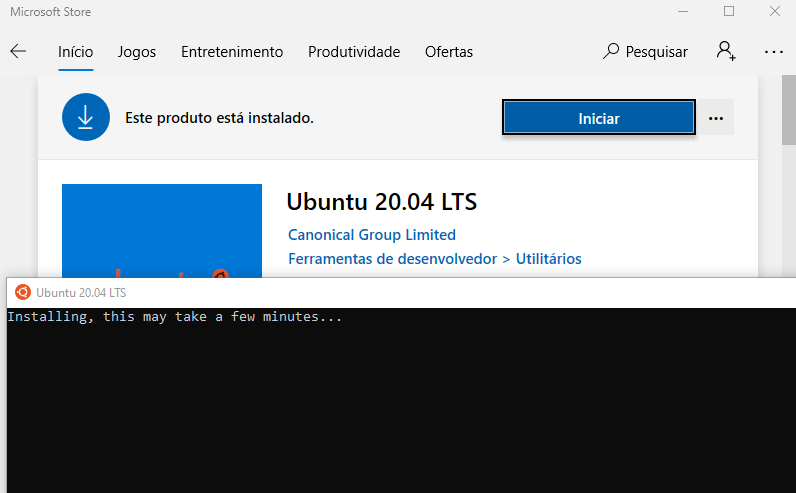 Microsoft Store
Início Jogos Entretenimento Produtividade Ofertas Pesquisar
Este produto está instalado.
Iniciar
Ubuntu 20.04 LTS
Canonical Group Limited
Ferramentas de desenvolvedor > Utilitários
Ubuntu 20.04 LTS
Installing, this may take a few minutes...